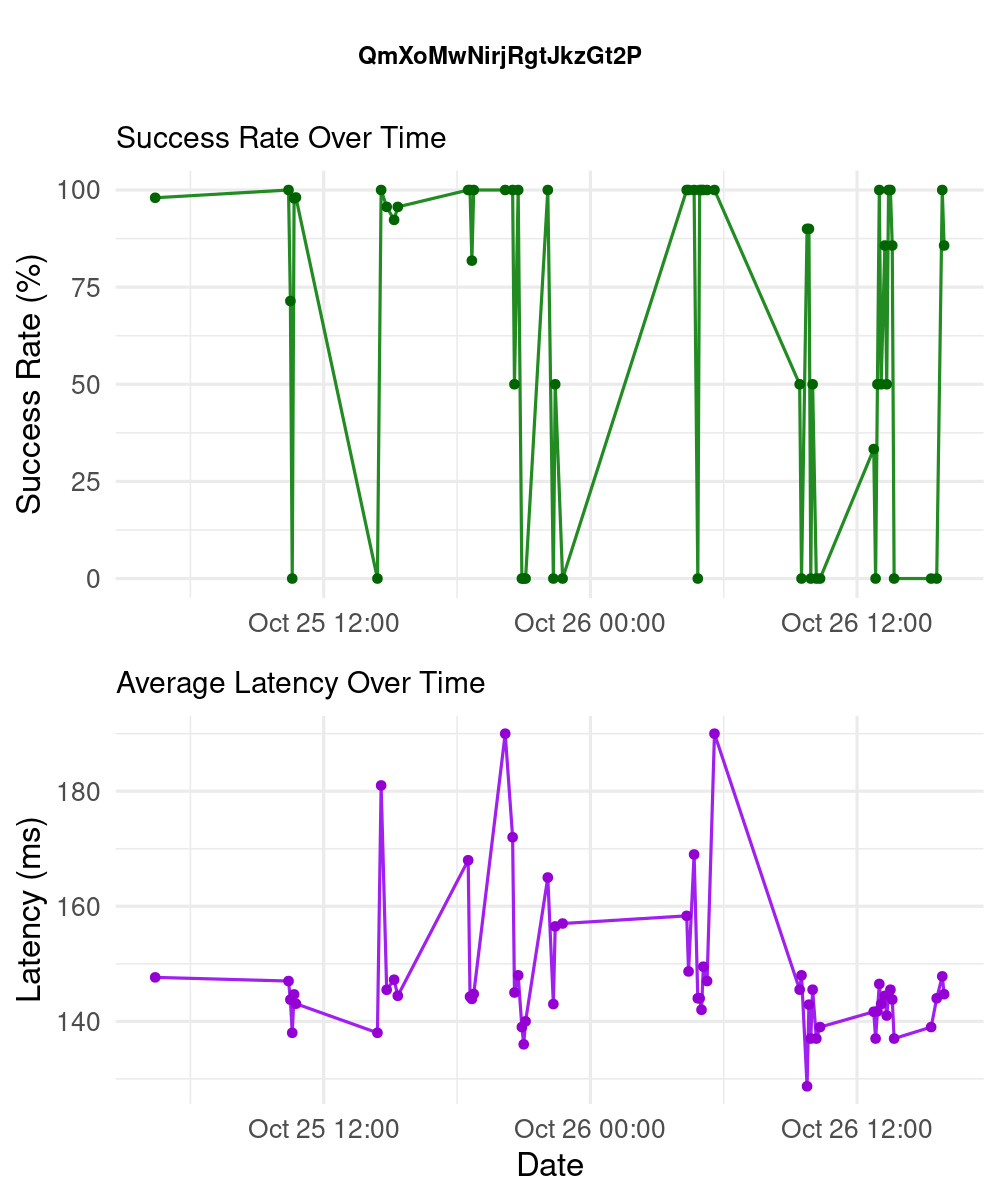 QmXoMwNirjRgtJkzGt2P
Success Rate Over Time
100
75
50
25
0
Success Rate (%)
Oct 25 12:00 Oct 26 00:00 Oct 26 12:00
Average Latency Over Time
180
160
140
Latency (ms)
Oct 25 12:00 Oct 26 00:00 Oct 26 12:00
Date